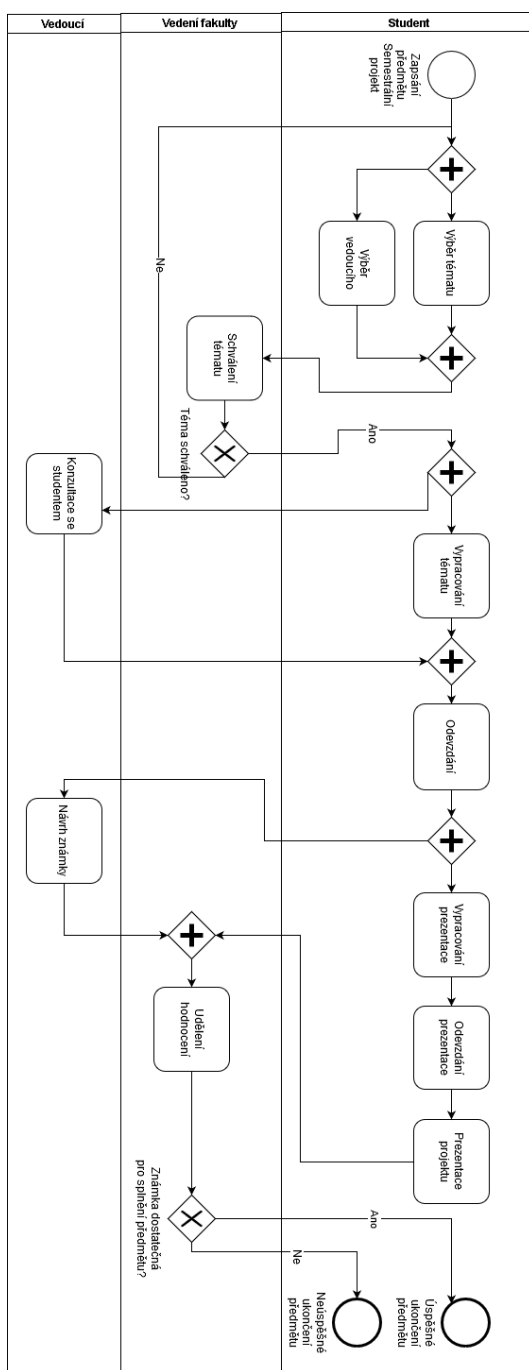 Vedoucí
Vedení fakulty
Student
Zapsání
předmětu
Semestrální
projekt
Výběr tématu
Výběr
vedoucího
Ne
Schválení
tématu
Téma schváleno?
Ano
Konzultace se
studentem
Vypracování
tématu
Odevzdání
Návrh známky
Vypracování
prezentace
Udělení
hodnocení
Odevzdání
prezentace
Prezentace
projektu
Známka dostatečná
pro splnění předmětu?
Ano
Ne
Neúspěšné
ukončení
předmětu
Úspěšné
ukončení
předmětu